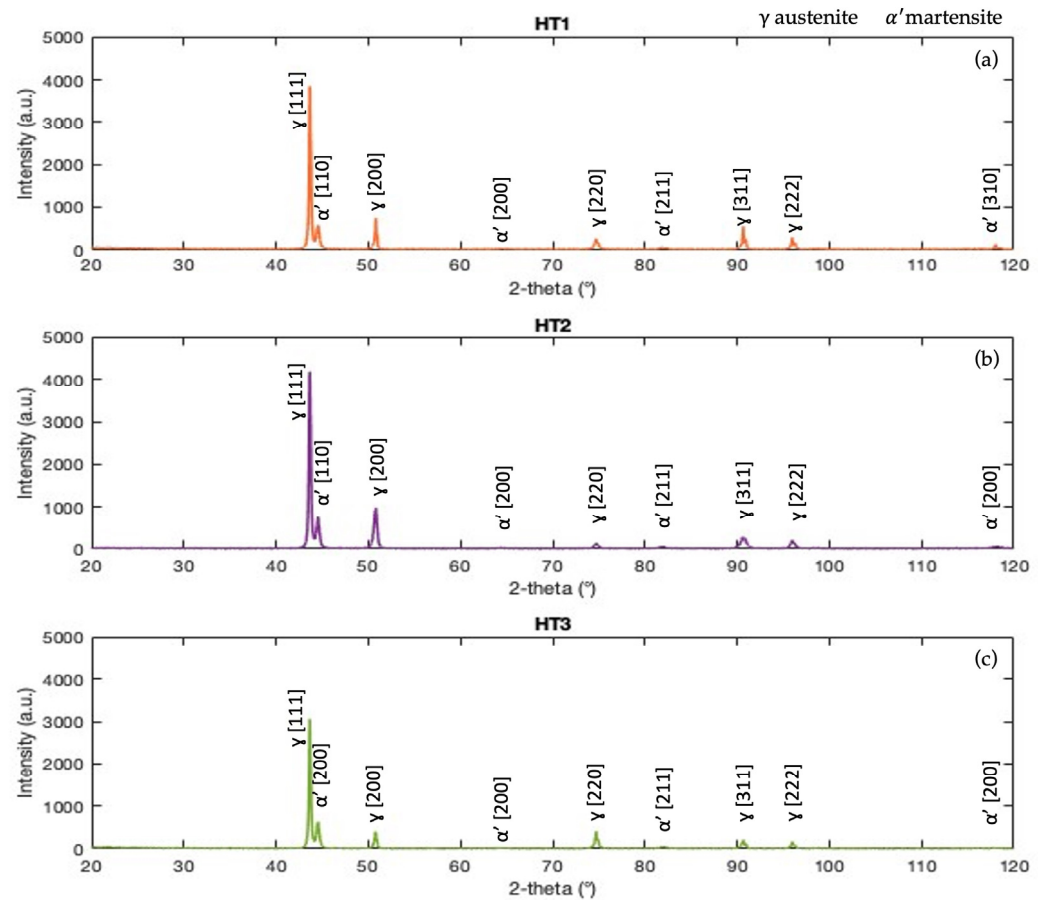 HT1
γ austenite α′martensite
(a)
5000
4000
3000
2000
1000
0
Intensity (a.u.)
γ [111]
α′ [110]
γ [200]
α′ [200]
γ [220]
α′ [211]
γ [311]
γ [222]
α′ [310]
20 30 40 50 60 70 80 90 100 110 120
2-theta (°)
HT2
(b)
5000
4000
3000
2000
1000
0
Intensity (a.u.)
γ [111]
α′ [110]
γ [200]
α′ [200]
γ [220]
α′ [211]
γ [311]
γ [222]
α′ [200]
20 30 40 50 60 70 80 90 100 110 120
2-theta (°)
HT3
(c)
5000
4000
3000
2000
1000
0
Intensity (a.u.)
γ [111]
α′ [200]
γ [200]
α′ [200]
γ [220]
α′ [211]
γ [311]
γ [222]
α′ [200]
20 30 40 50 60 70 80 90 100 110 120
2-theta (°)